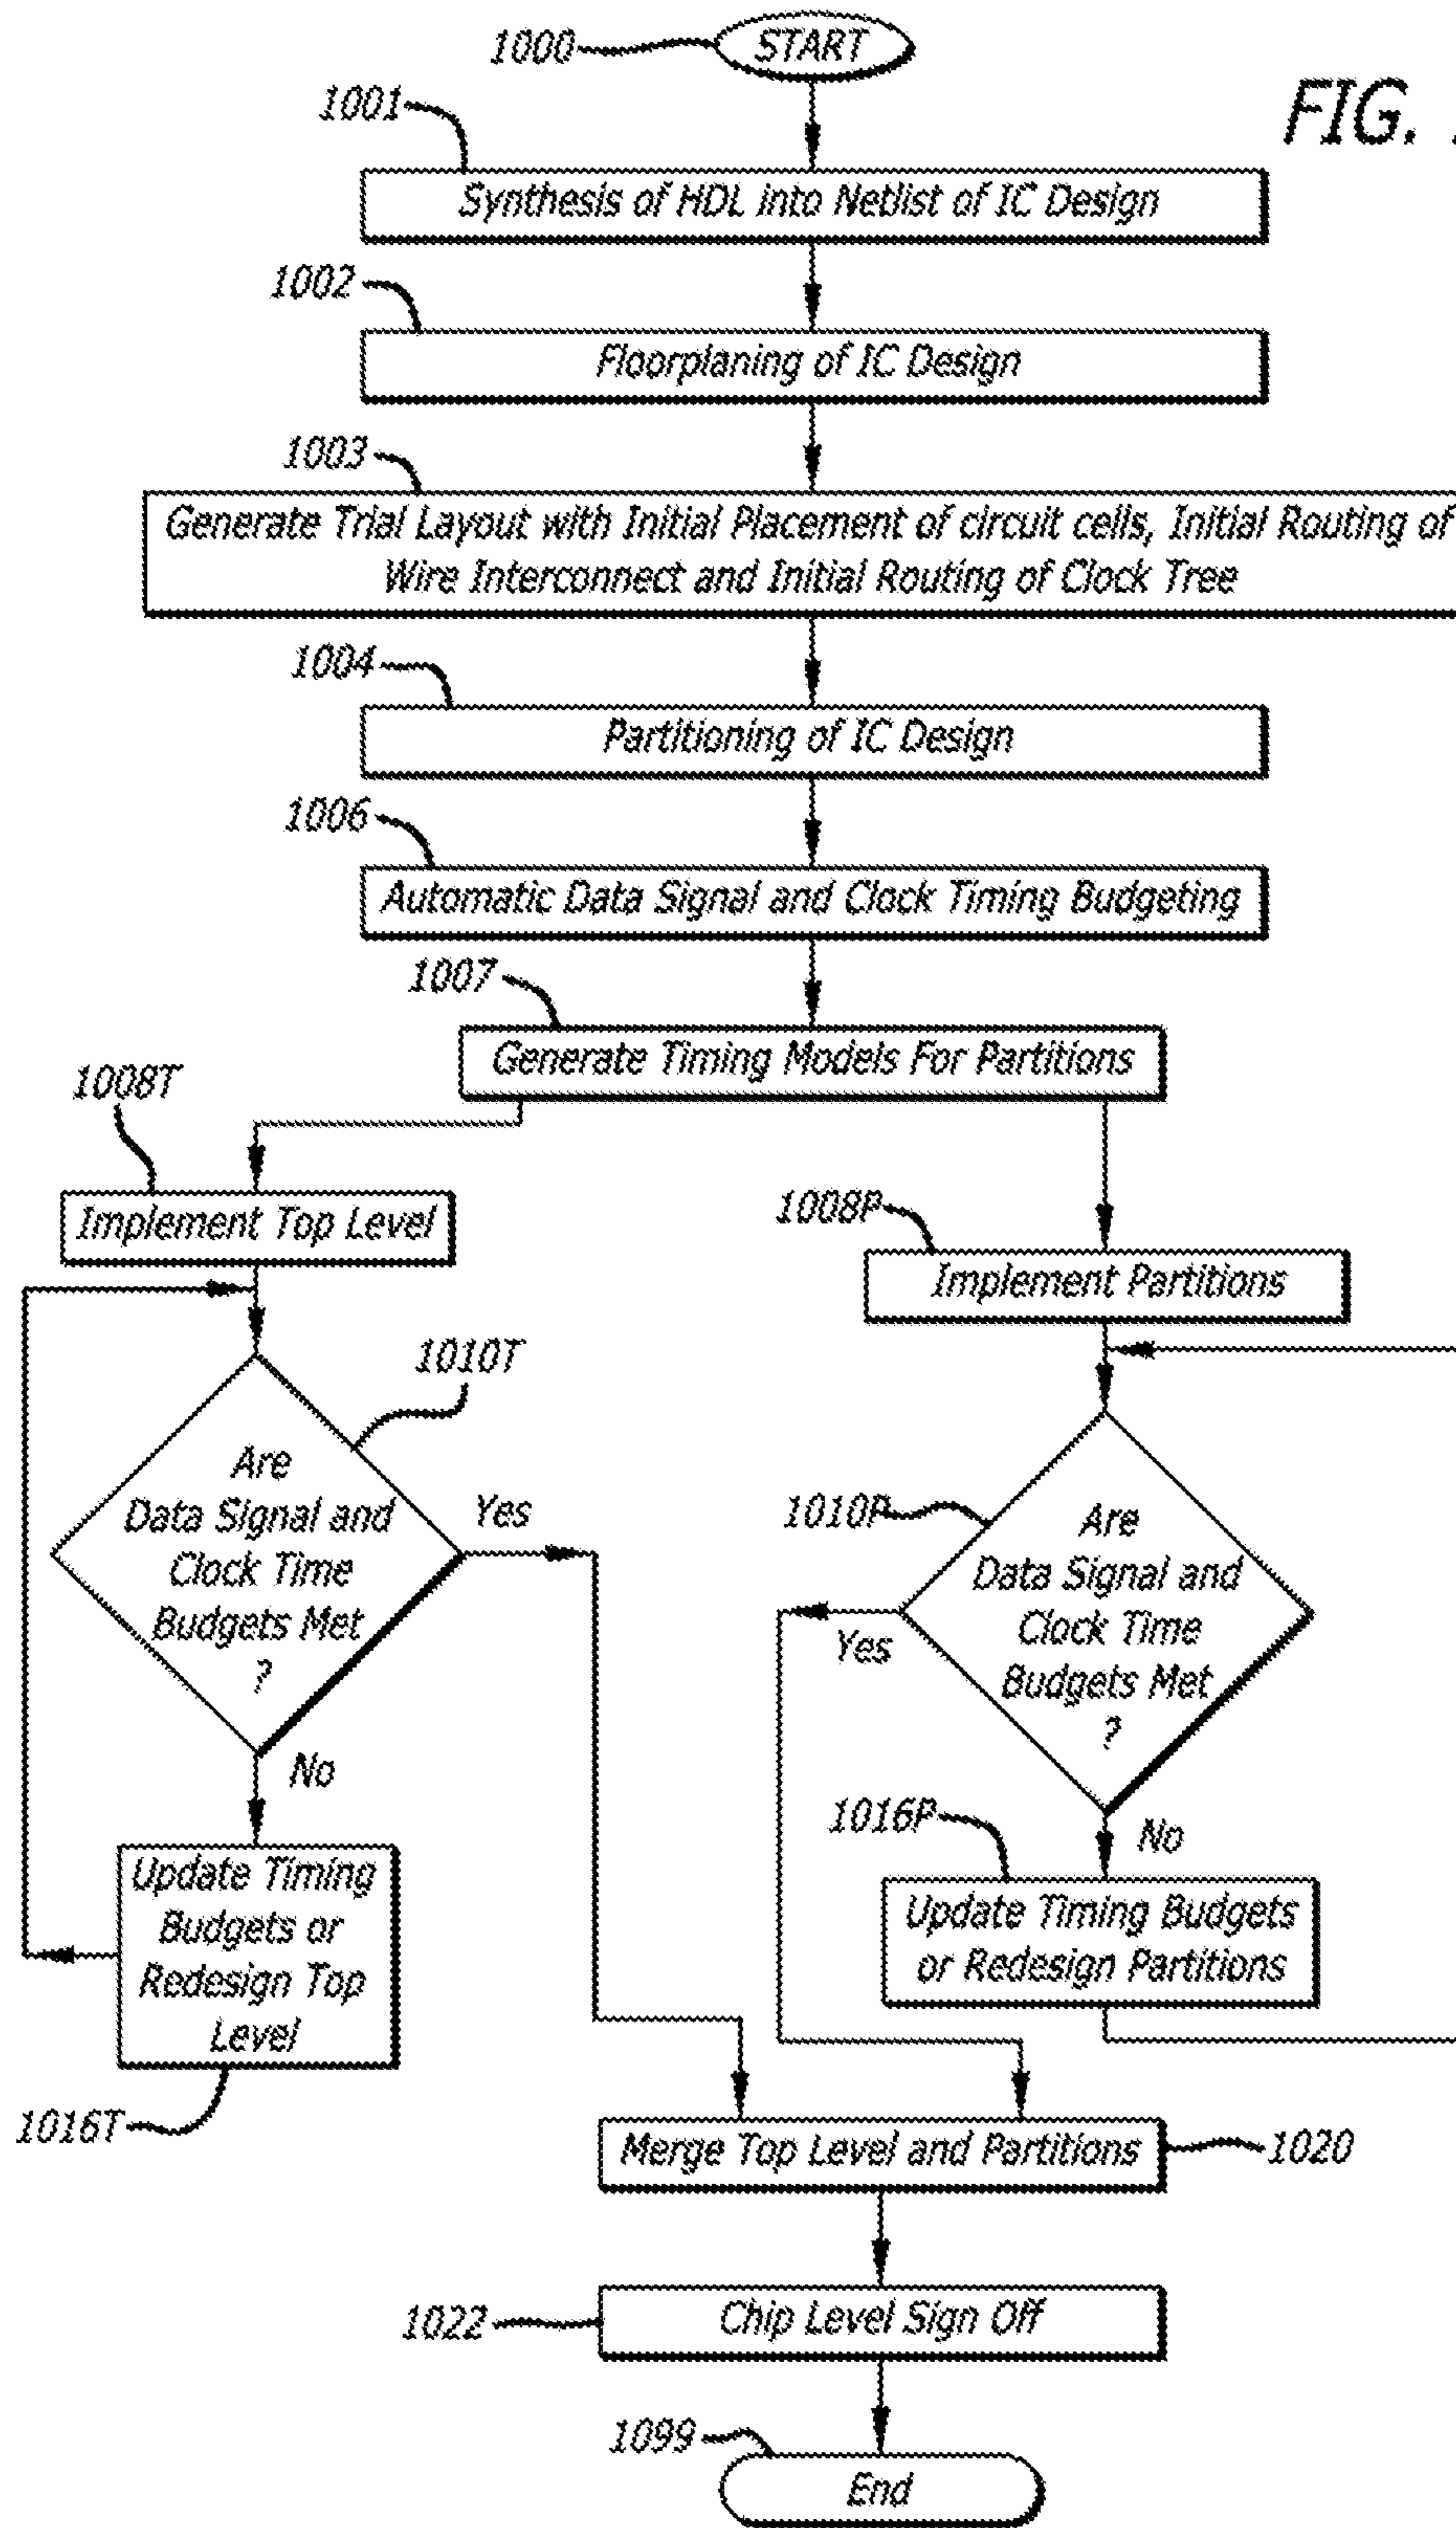 1000
START
FIG.
1001
Synthesis of HDL into Netlist of IC Design
1002
Floorplaning of IC Design
1003
Generate Trial Layout with Initial Placement of circuit cells, Initial Routing of
Wire Interconnect and Initial Routing of Clock Tree
1004
Partitioning of IC Design
1006
Automatic Data Signal and Clock Timing Budgeting
1007
Generate Timing Models For Partitions
1008T
Implement Top Level
1008P
Implement Partitions
1010T
Are
Data Signal and
Clock Time
Budgets Met
?
Yes
No
1010P
Are
Data Signal and
Clock Time
Budgets Met
?
Yes
No
Update Timing
Budgets or
Redesign Top
Level
1016T
1016P
Update Timing Budgets
or Redesign Partitions
Merge Top Level and Partitions
1020
1022
Chip Level Sign Off
1099
End